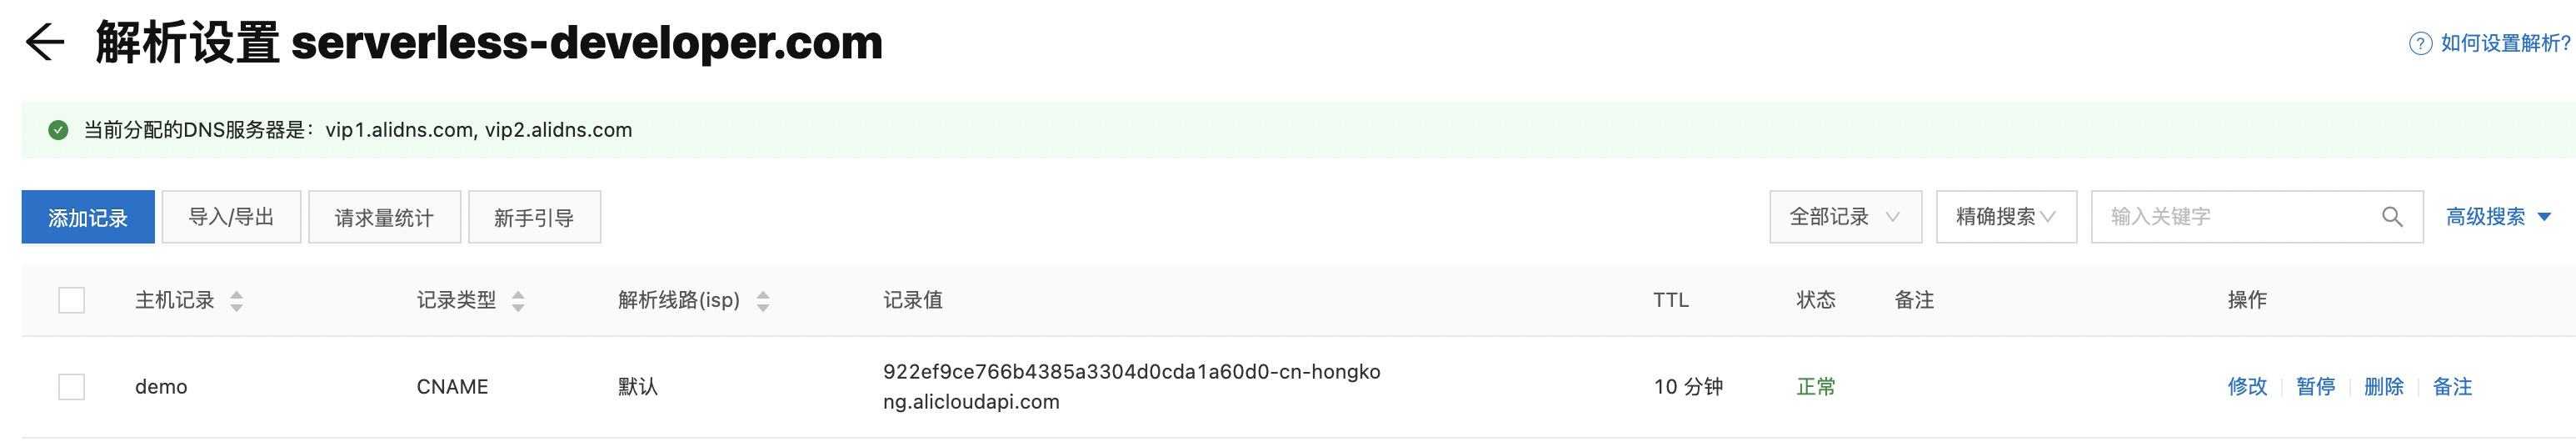 解析设置 serverless-developer.com
如何设置解析?
当前分配的DNS服务器是：vip1.alidns.com, vip2.alidns.com
添加记录 导入/导出 请求量统计 新手引导 全部记录 精确搜索 输入关键字 高级搜索
主机记录 记录类型 解析线路(isp) 记录值 TTL 状态 备注 操作
demo CNAME 默认 922ef9ce766b4385a3304d0cda1a60d0-cn-hongko
ng.alicloudapi.com 10 分钟 正常 修改 暂停 删除 备注